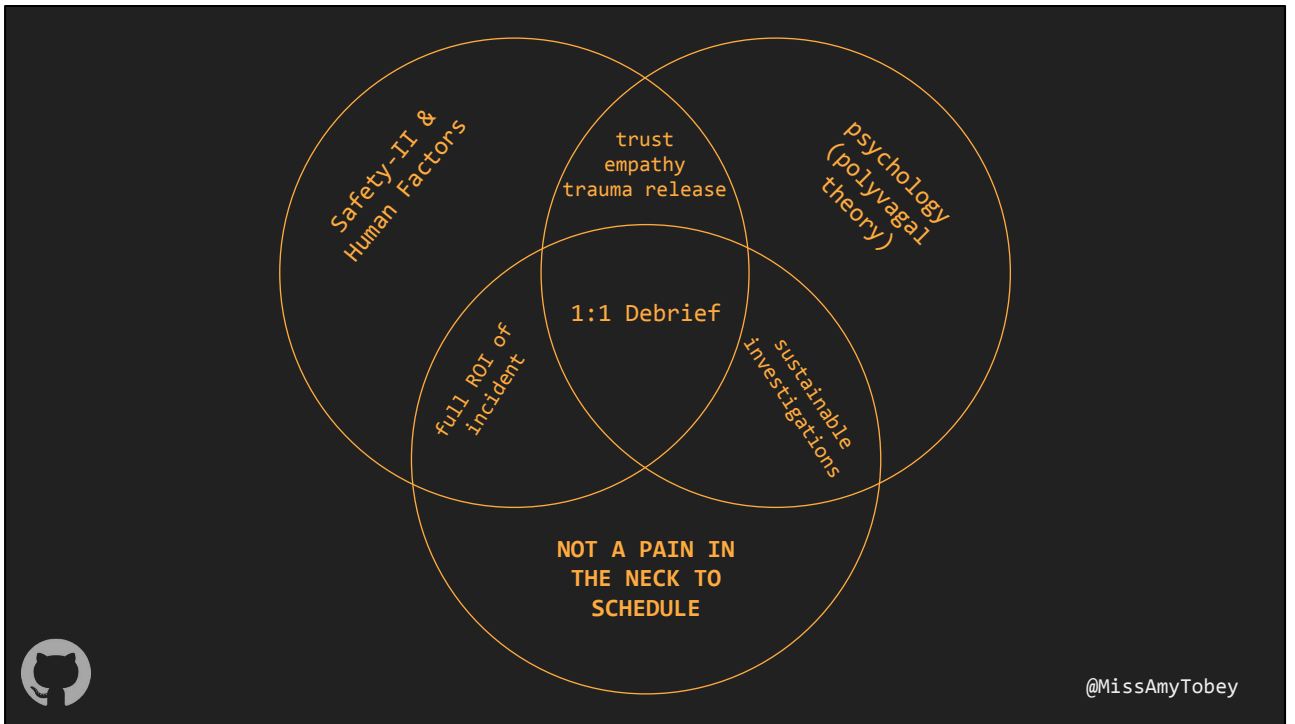 Safety-II &
Human Factors
trust
empathy
trauma release
psychology
(polyvagal
theory)
1:1 Debrief
full ROI of
incident
sustainable
investigations
NOT A PAIN IN
THE NECK TO
SCHEDULE
@MissAmyTobey